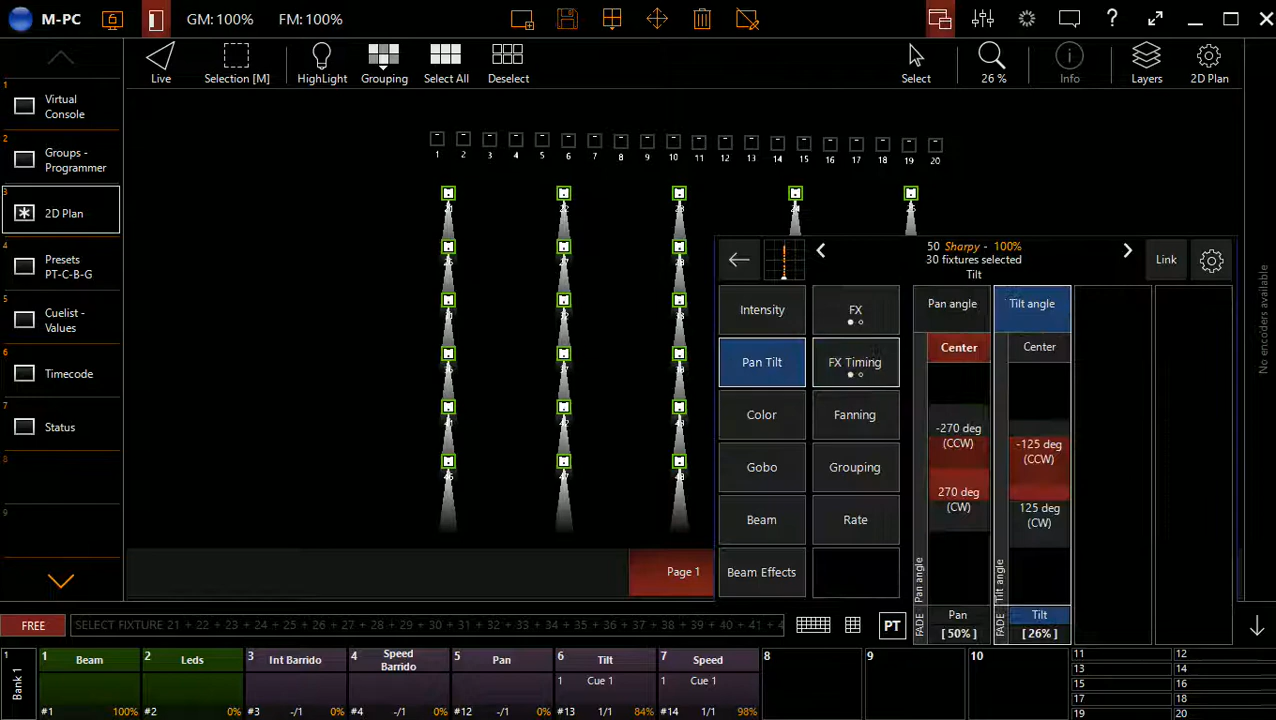 M-PC
6
GM: 100%
FM: 100%
Live
Selection [M]
HighLight
Grouping
Select All
Deselect
Select
26 %
Info
Layers
2D Plan
1
Virtual
Console
2
Groups -
Programmer
3
2D Plan
4
Presets
PT-C-B-G
5
Cuelist -
Values
6
Timecode
7
Status
8
9
1 2 3 4 5 6 7 8 9 10 11 12 13 14 15 16 17 18 19 20
50 Sharpy - 100%
30 fixtures selected
Tilt
Link
Intensity
FX
Pan Tilt
FX Timing
Color
Fanning
Gobo
Grouping
Beam
Rate
Beam Effects
Pan angle
Tilt angle
Center
Center
-270 deg
(CCW)
270 deg
(CW)
-125 deg
(CCW)
125 deg
(CW)
Pan angle
Tilt angle
FADE
Pan
[ 50% ]
FADE
Tilt
[ 26% ]
No encoders available
Page 1
FREE
SELECT FIXTURE 21 + 22 + 23 + 24 + 25 + 26 + 27 + 28 + 29 + 30 + 31 + 32 + 33 + 34 + 35 + 36 + 37 + 38 + 39 + 40 + 41 + 4
PT
1
Bank 1
1 Beam
#1 100%
2 Leds
#2 0%
3 Int Barrido
#3 -/1 0%
4 Speed
Barrido
#4 -/1 0%
5 Pan
#12 -/1 0%
6 Tilt
1 Cue 1
#13 1/1 84%
7 Speed
1 Cue 1
#14 1/1 98%
8
9
10
11
12
13
14
15
16
17
18
19
20